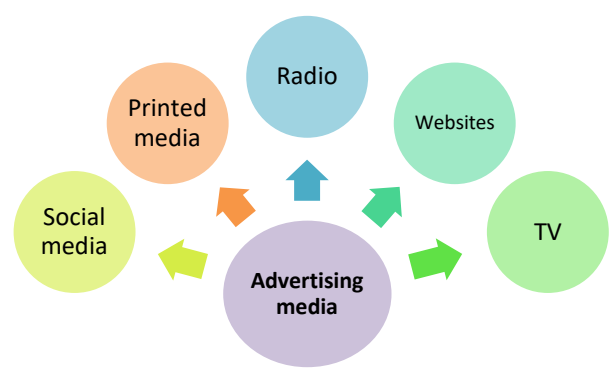 Radio
Printed
media
Websites
Social
media
TV
Advertising
media